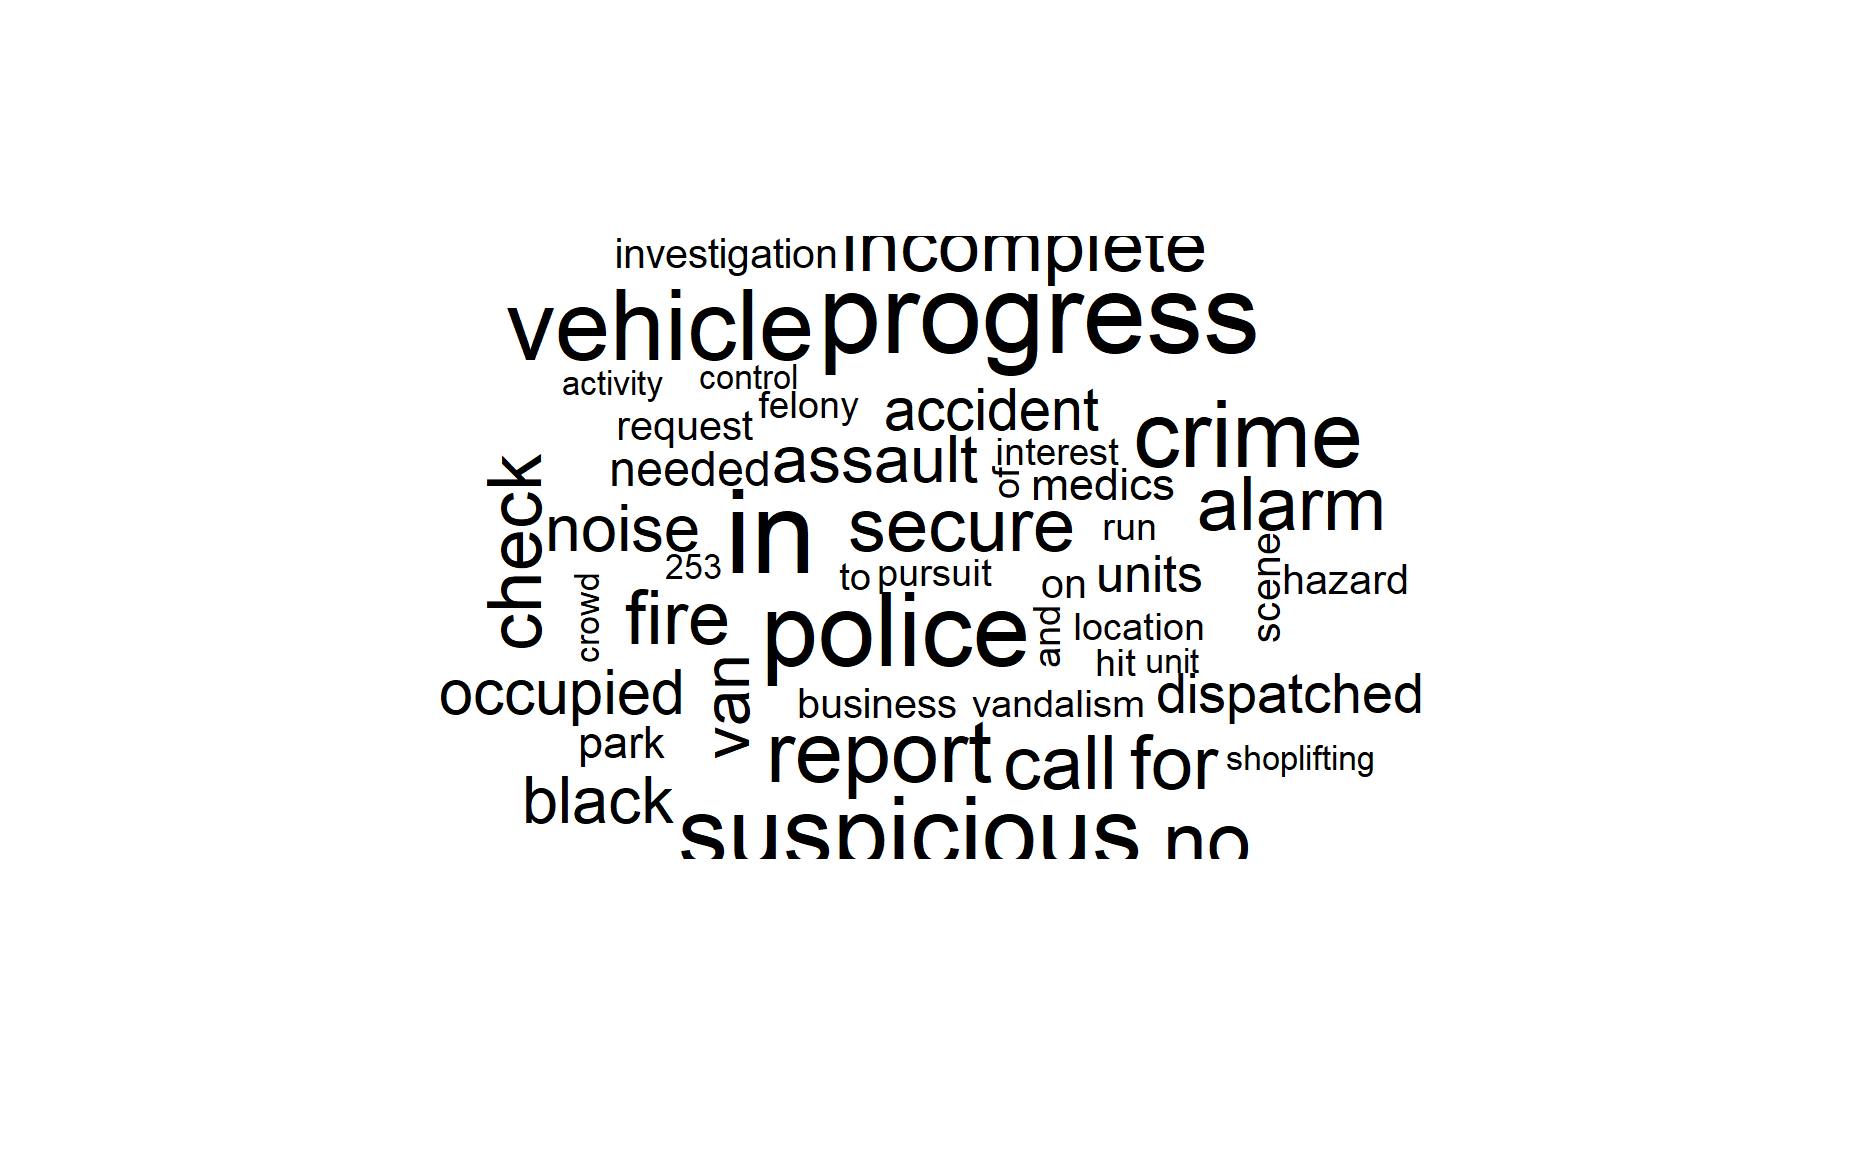 investigation incomplete
vehicle progress
activity control
request felony accident crime
needed assault interest
of medics alarm
check noise in secure run
253 to pursuit on units scene hazard
crowd fire police and location
hit unit
occupied van business vandalism dispatched
park report call for shoplifting
black suspicious no